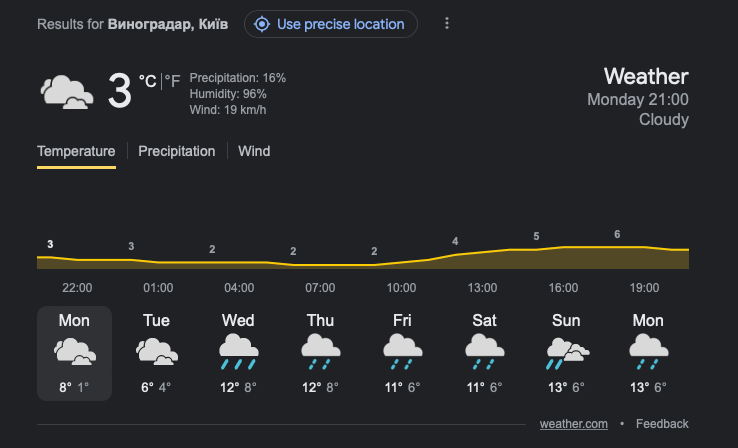 Results for Виноградар, Київ Use precise location
3 °C | °F
Precipitation: 16%
Humidity: 96%
Wind: 19 km/h
Weather
Monday 21:00
Cloudy
Temperature Precipitation Wind
3 3 2 2 2 4 5 6
22:00 01:00 04:00 07:00 10:00 13:00 16:00 19:00
Mon Tue Wed Thu Fri Sat Sun Mon
8° 1° 6° 4° 12° 8° 12° 8° 11° 6° 11° 6° 13° 6° 13° 6°
weather.com • Feedback